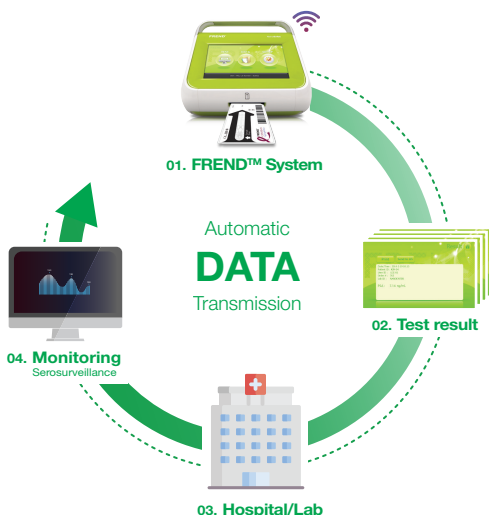 01. FREND™ System
Automatic
DATA
Transmission
02. Test result
04. Monitoring
Serosurveillance
03. Hospital/Lab